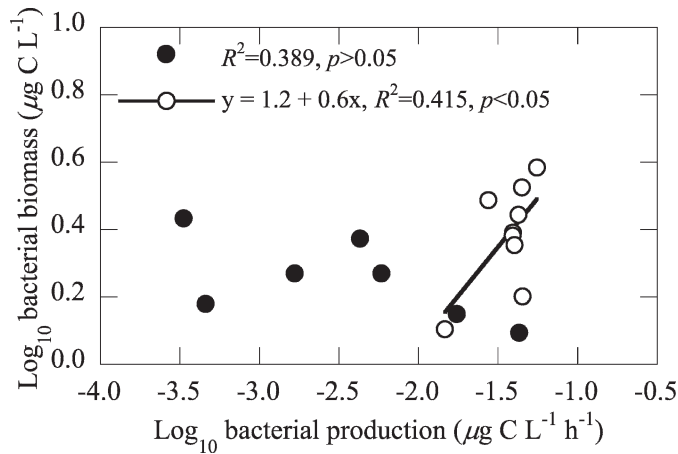 1.0
0.8
0.6
0.4
0.2
0.0
Log₁₀ bacterial biomass (μg C L⁻¹)
R²=0.389, p>0.05
y = 1.2 + 0.6x, R²=0.415, p<0.05
-4.0 -3.5 -3.0 -2.5 -2.0 -1.5 -1.0 -0.5
Log₁₀ bacterial production (μg C L⁻¹ h⁻¹)